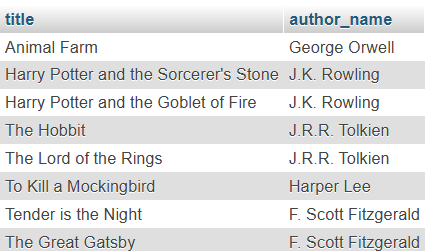 title author_name
Animal Farm George Orwell
Harry Potter and the Sorcerer's Stone J.K. Rowling
Harry Potter and the Goblet of Fire J.K. Rowling
The Hobbit J.R.R. Tolkien
The Lord of the Rings J.R.R. Tolkien
To Kill a Mockingbird Harper Lee
Tender is the Night F. Scott Fitzgerald
The Great Gatsby F. Scott Fitzgerald